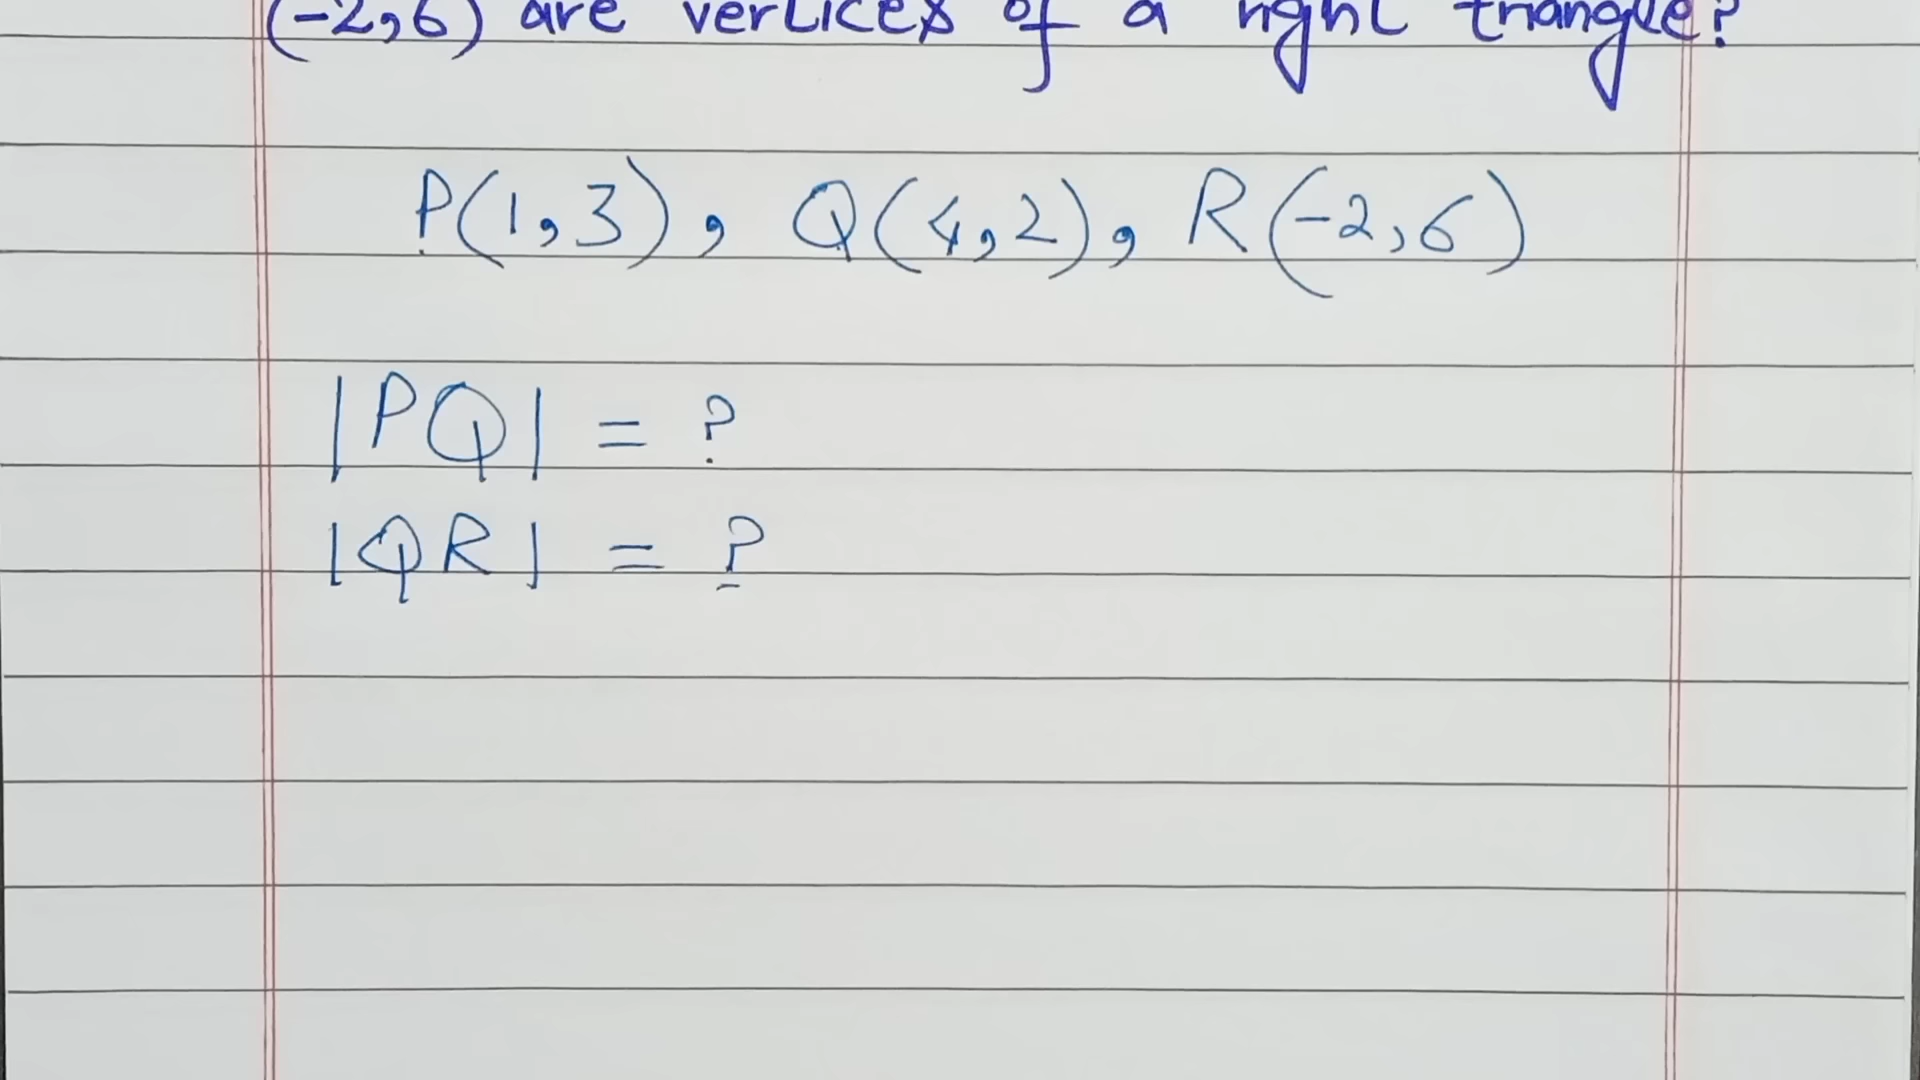 (-2,6) are vertices of a right triangle?
P(1,3), Q(4,2), R(-2,6)
|PQ| = ?
|QR| = ?